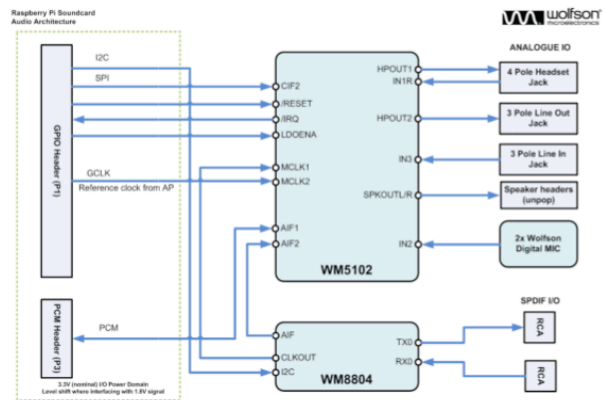 Raspberry Pi Soundcard
Audio Architecture
wolfson
microelectronics
ANALOGUE IO
I2C
SPI
GPIO Header (P1)
GCLK
Reference clock from AP
CIF2
/RESET
/IRQ
LDOENA
MCLK1
MCLK2
AIF1
AIF2
HPOUT1
IN1R
HPOUT2
IN3
SPKOUTL/R
IN2
WM5102
4 Pole Headset
Jack
3 Pole Line Out
Jack
3 Pole Line In
Jack
Speaker headers
(unpop)
2x Wolfson
Digital MIC
SPDIF I/O
PCM Header (P3)
PCM
AIF
CLKOUT
I2C
TX0
RX0
WM8804
RCA
RCA
3.3V (nominal) I/O Power Domain
Level shift where interfacing with 1.8V signal